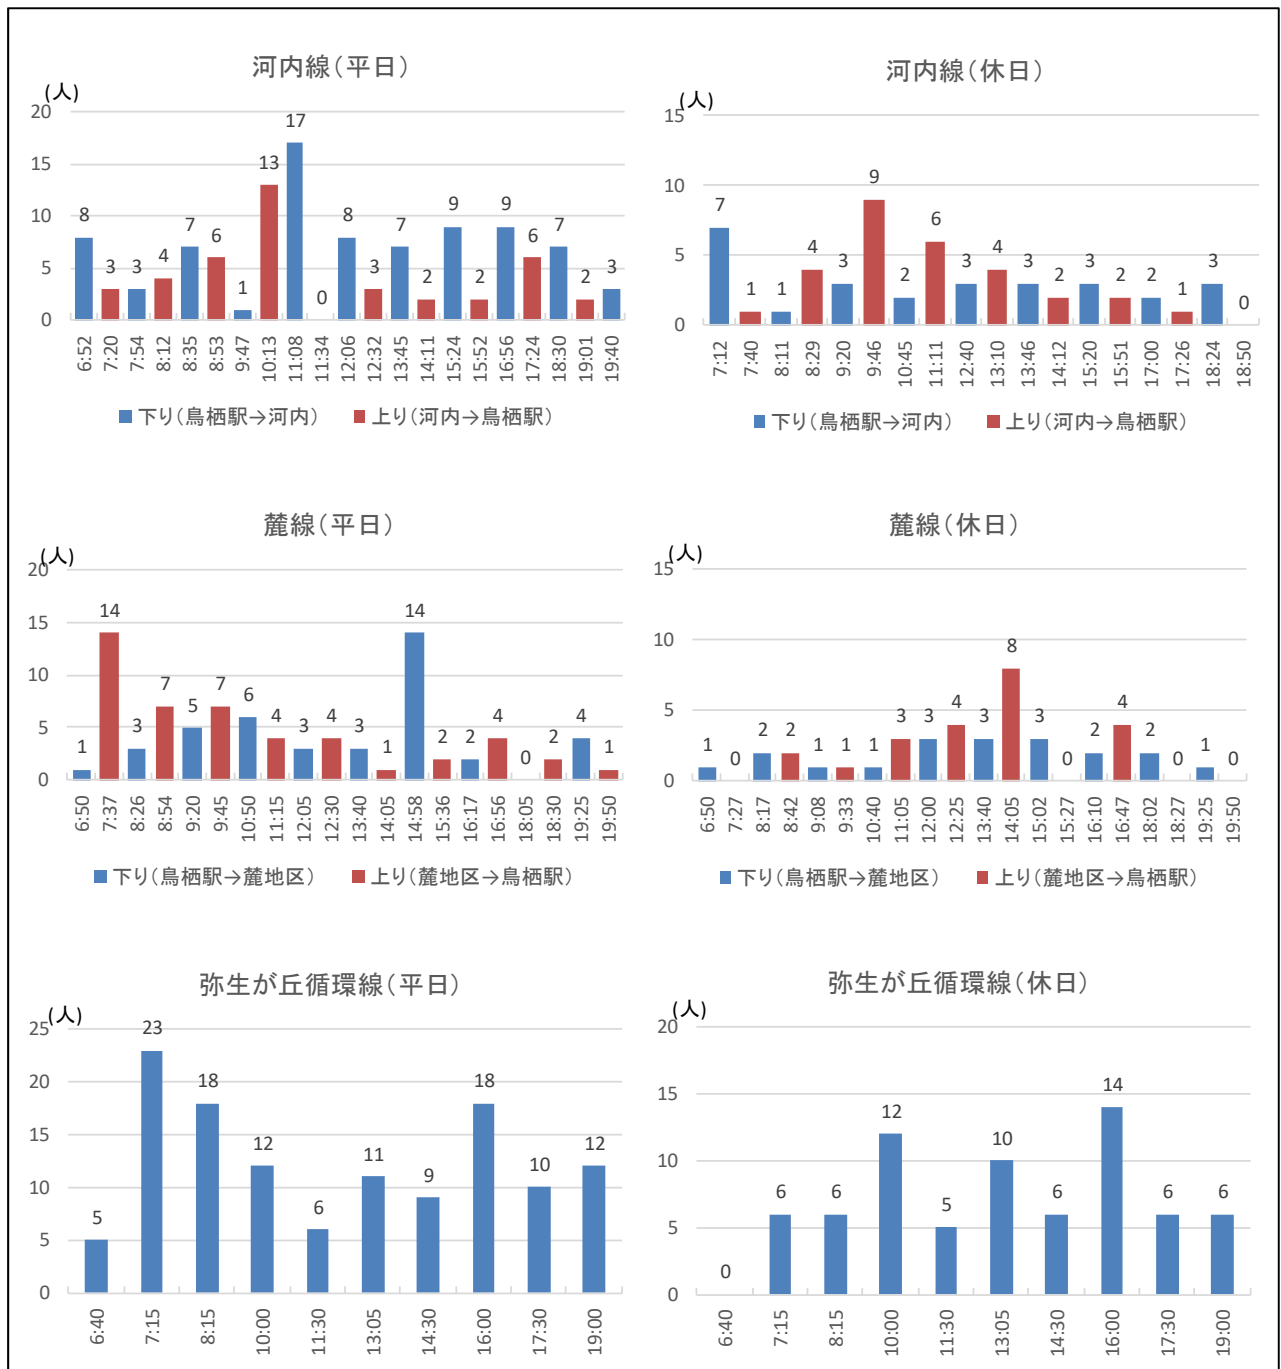 河内線(平日)
(人)
20
15
10
5
0
8 3 3 4 7 6 1 13 17 0 8 3 7 2 9 2 9 6 7 2 3
6:52 7:20 7:54 8:12 8:35 8:53 9:47 10:13 11:08 11:34 12:06 12:32 13:45 14:11 15:24 15:52 16:56 17:24 18:30 19:01 19:40
下り(鳥栖駅→河内) 上り(河内→鳥栖駅)
河内線(休日)
(人)
15
10
5
0
7 1 1 4 3 9 2 6 3 4 3 2 3 2 2 1 3 0
7:12 7:40 8:11 8:29 9:20 9:46 10:45 11:11 12:40 13:10 13:46 14:12 15:20 15:51 17:00 17:26 18:24 18:50
下り(鳥栖駅→河内) 上り(河内→鳥栖駅)
麓線(平日)
(人)
20
15
10
5
0
1 14 3 7 5 7 6 4 3 4 3 1 14 2 2 4 0 2 4 1
6:50 7:37 8:26 8:54 9:20 9:45 10:50 11:15 12:05 12:30 13:40 14:05 14:58 15:36 16:17 16:56 18:05 18:30 19:25 19:50
下り(鳥栖駅→麓地区) 上り(麓地区→鳥栖駅)
麓線(休日)
(人)
15
10
5
0
1 0 2 2 1 1 1 3 3 4 3 8 3 0 2 4 2 0 1 0
6:50 7:27 8:17 8:42 9:08 9:33 10:40 11:05 12:00 12:25 13:40 14:05 15:02 15:27 16:10 16:47 18:02 18:27 19:25 19:50
下り(鳥栖駅→麓地区) 上り(麓地区→鳥栖駅)
弥生が丘循環線(平日)
(人)
25
20
15
10
5
0
5 23 18 12 6 11 9 18 10 12
6:40 7:15 8:15 10:00 11:30 13:05 14:30 16:00 17:30 19:00
弥生が丘循環線(休日)
(人)
20
15
10
5
0
0 6 6 12 5 10 6 14 6 6
6:40 7:15 8:15 10:00 11:30 13:05 14:30 16:00 17:30 19:00